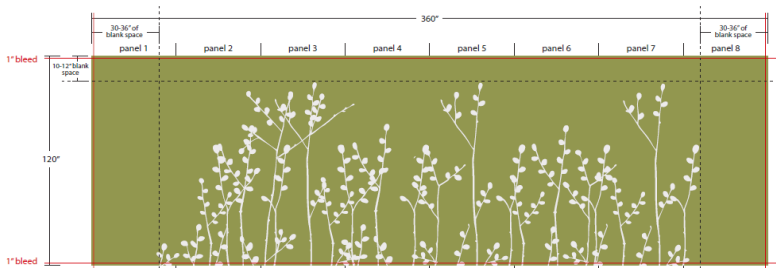 360"
30-36" of
blank space
30-36" of
blank space
panel 1
panel 2
panel 3
panel 4
panel 5
panel 6
panel 7
panel 8
1" bleed
10-12" blank
space
120"
1" bleed